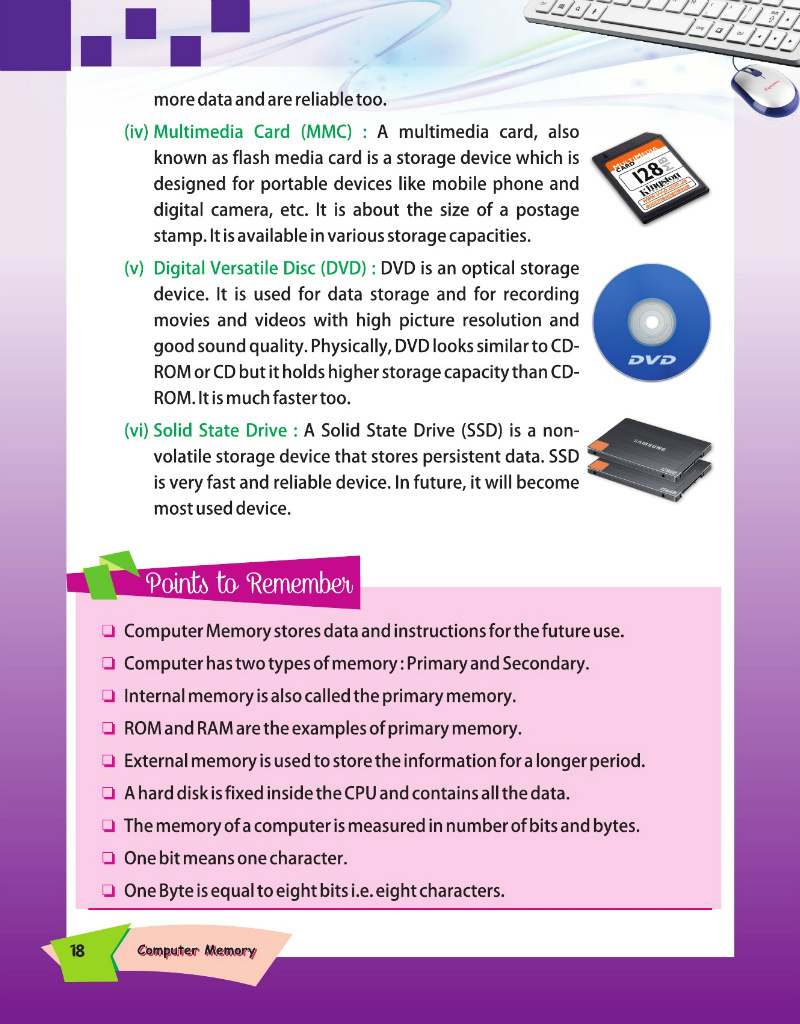 more data and are reliable too.
(iv) Multimedia Card (MMC) : A multimedia card, also
known as flash media card is a storage device which is
designed for portable devices like mobile phone and
digital camera, etc. It is about the size of a postage
stamp. It is available in various storage capacities.
MULTIMEDIA
CARD
128
MB
Kingston
(v) Digital Versatile Disc (DVD) : DVD is an optical storage
device. It is used for data storage and for recording
movies and videos with high picture resolution and
good sound quality. Physically, DVD looks similar to CD-
ROM or CD but it holds higher storage capacity than CD-
ROM. It is much faster too.
DVD
(vi) Solid State Drive : A Solid State Drive (SSD) is a non-
volatile storage device that stores persistent data. SSD
is very fast and reliable device. In future, it will become
most used device.
SAMSUNG
Points to Remember
❑ Computer Memory stores data and instructions for the future use.
❑ Computer has two types of memory : Primary and Secondary.
❑ Internal memory is also called the primary memory.
❑ ROM and RAM are the examples of primary memory.
❑ External memory is used to store the information for a longer period.
❑ A hard disk is fixed inside the CPU and contains all the data.
❑ The memory of a computer is measured in number of bits and bytes.
❑ One bit means one character.
❑ One Byte is equal to eight bits i.e. eight characters.
18 Computer Memory